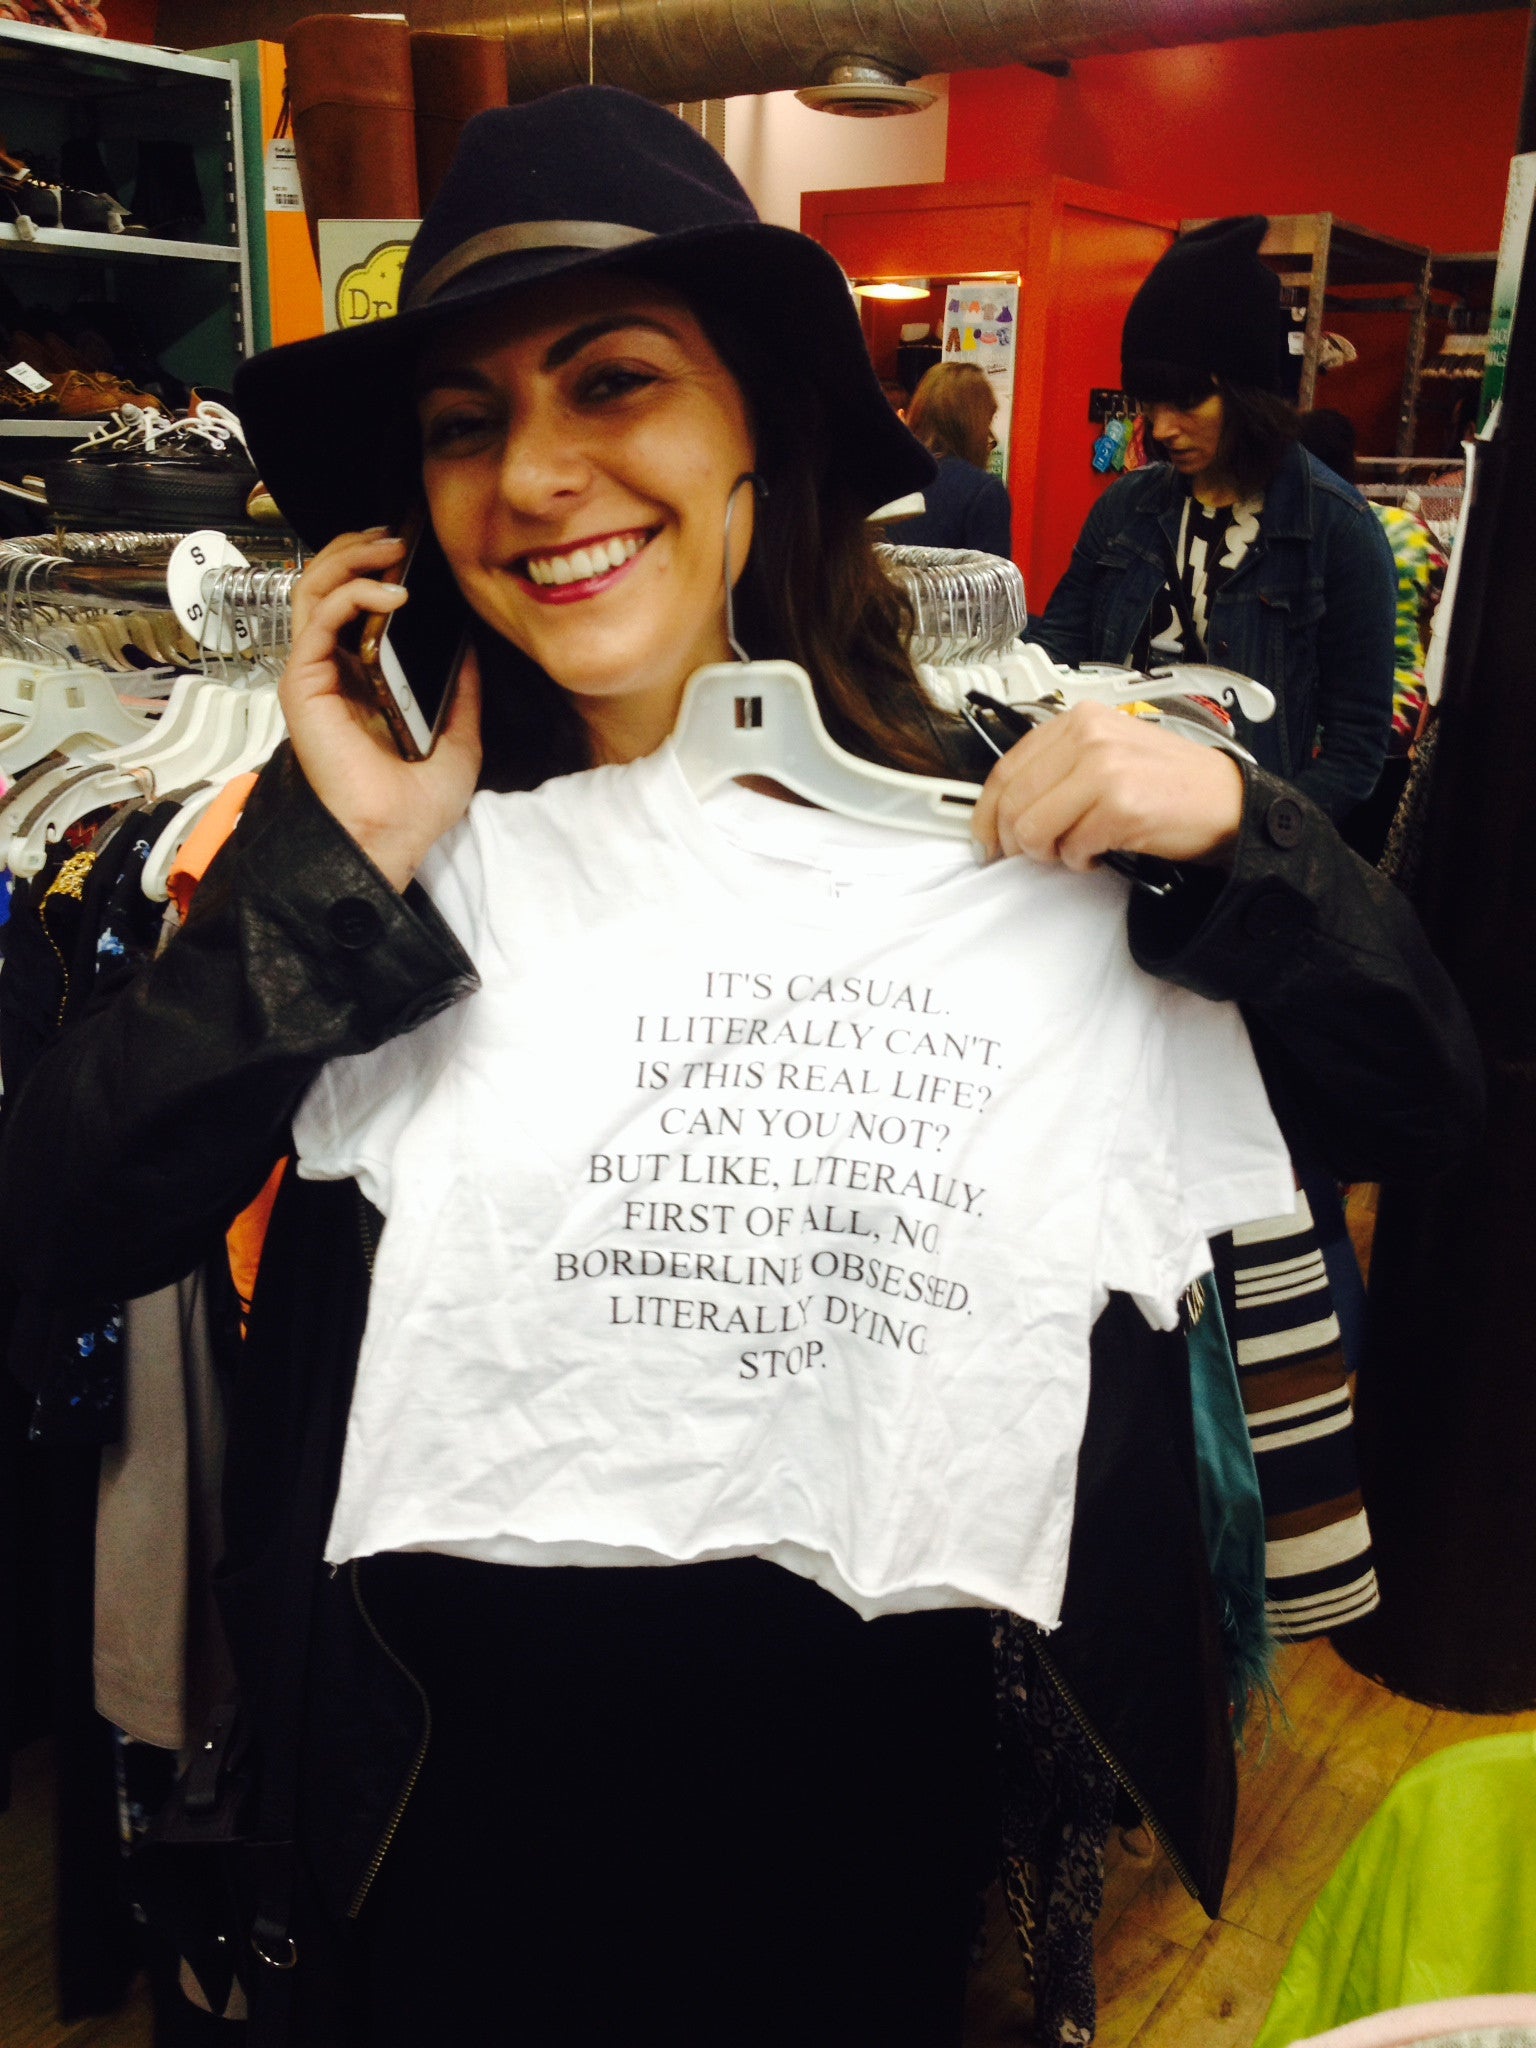 Dr
S
S
S
IT'S CASUAL.
I LITERALLY CAN'T.
IS THIS REAL LIFE?
CAN YOU NOT?
BUT LIKE, LITERALLY.
FIRST OF ALL, NO.
BORDERLINE OBSESSED.
LITERALLY DYING.
STOP.